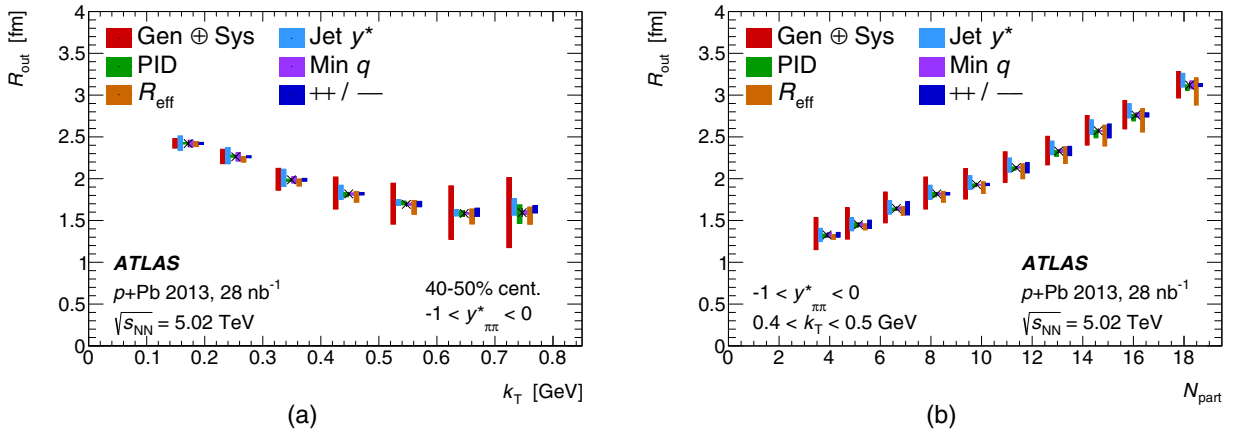 R_out [fm]
4
3.5
3
2.5
2
1.5
1
0.5
0
Gen ⊕ Sys
PID
R_eff
Jet y*
Min q
++ / −−
ATLAS
p+Pb 2013, 28 nb⁻¹
√s_NN = 5.02 TeV
40-50% cent.
-1 < y*_ππ < 0
0 0.1 0.2 0.3 0.4 0.5 0.6 0.7 0.8
k_T [GeV]
(a)
R_out [fm]
4
3.5
3
2.5
2
1.5
1
0.5
0
Gen ⊕ Sys
PID
R_eff
Jet y*
Min q
++ / −−
-1 < y*_ππ < 0
0.4 < k_T < 0.5 GeV
ATLAS
p+Pb 2013, 28 nb⁻¹
√s_NN = 5.02 TeV
0 2 4 6 8 10 12 14 16 18
N_part
(b)